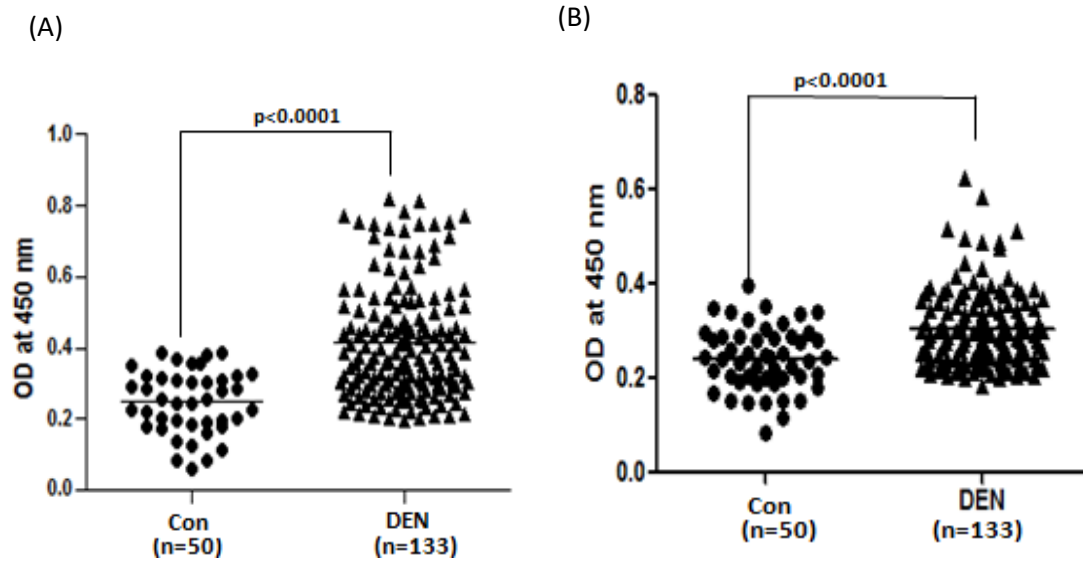 (A)
p<0.0001
OD at 450 nm
1.0
0.8
0.6
0.4
0.2
0.0
Con
(n=50)
DEN
(n=133)
(B)
p<0.0001
OD at 450 nm
0.8
0.6
0.4
0.2
0.0
Con
(n=50)
DEN
(n=133)